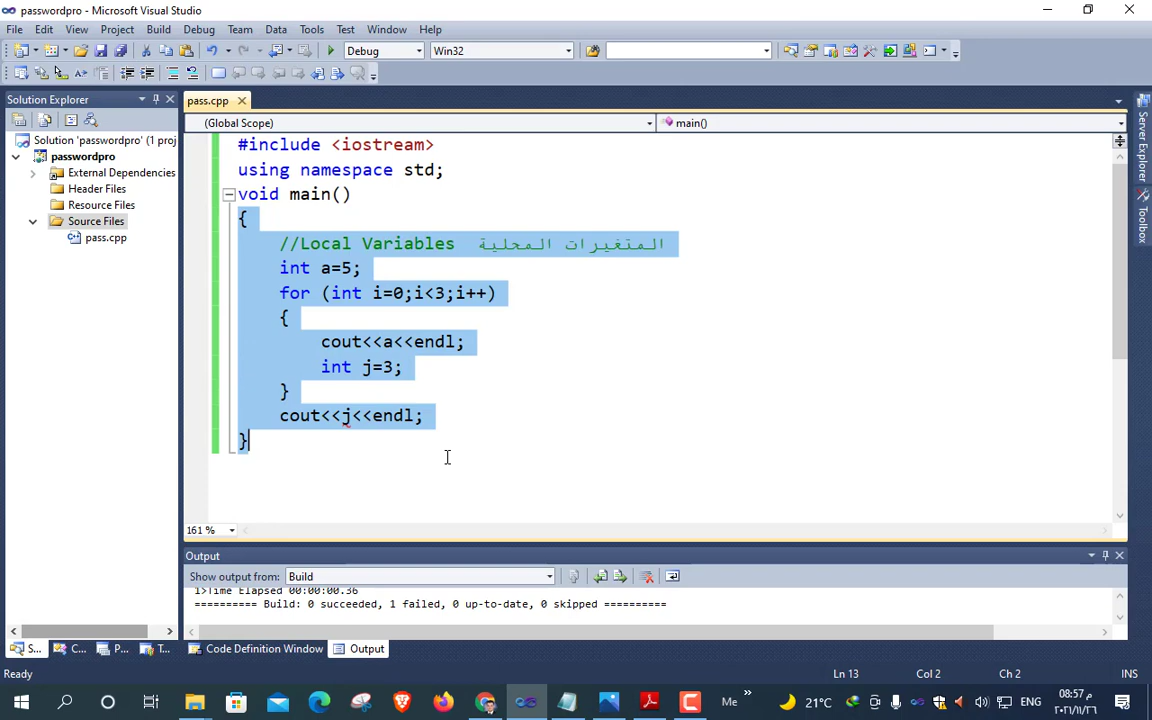 passwordpro - Microsoft Visual Studio
File Edit View Project Build Debug Team Data Tools Test Window Help
Debug Win32
Solution Explorer
pass.cpp
(Global Scope) main()
Solution 'passwordpro' (1 proj
passwordpro
External Dependencies
Header Files
Resource Files
Source Files
pass.cpp
#include <iostream>
using namespace std;
void main()
{
//Local Variables المتغيرات المحلية
int a=5;
for (int i=0;i<3;i++)
{
cout<<a<<endl;
int j=3;
}
cout<<j<<endl;
}
Server Explorer
Toolbox
161 %
Output
Show output from: Build
1>Time Elapsed 00:00:00.36
========== Build: 0 succeeded, 1 failed, 0 up-to-date, 0 skipped ==========
S... C... P... T... Code Definition Window Output
Ready Ln 13 Col 2 Ch 2 INS
Me 21°C ENG 08:57 م